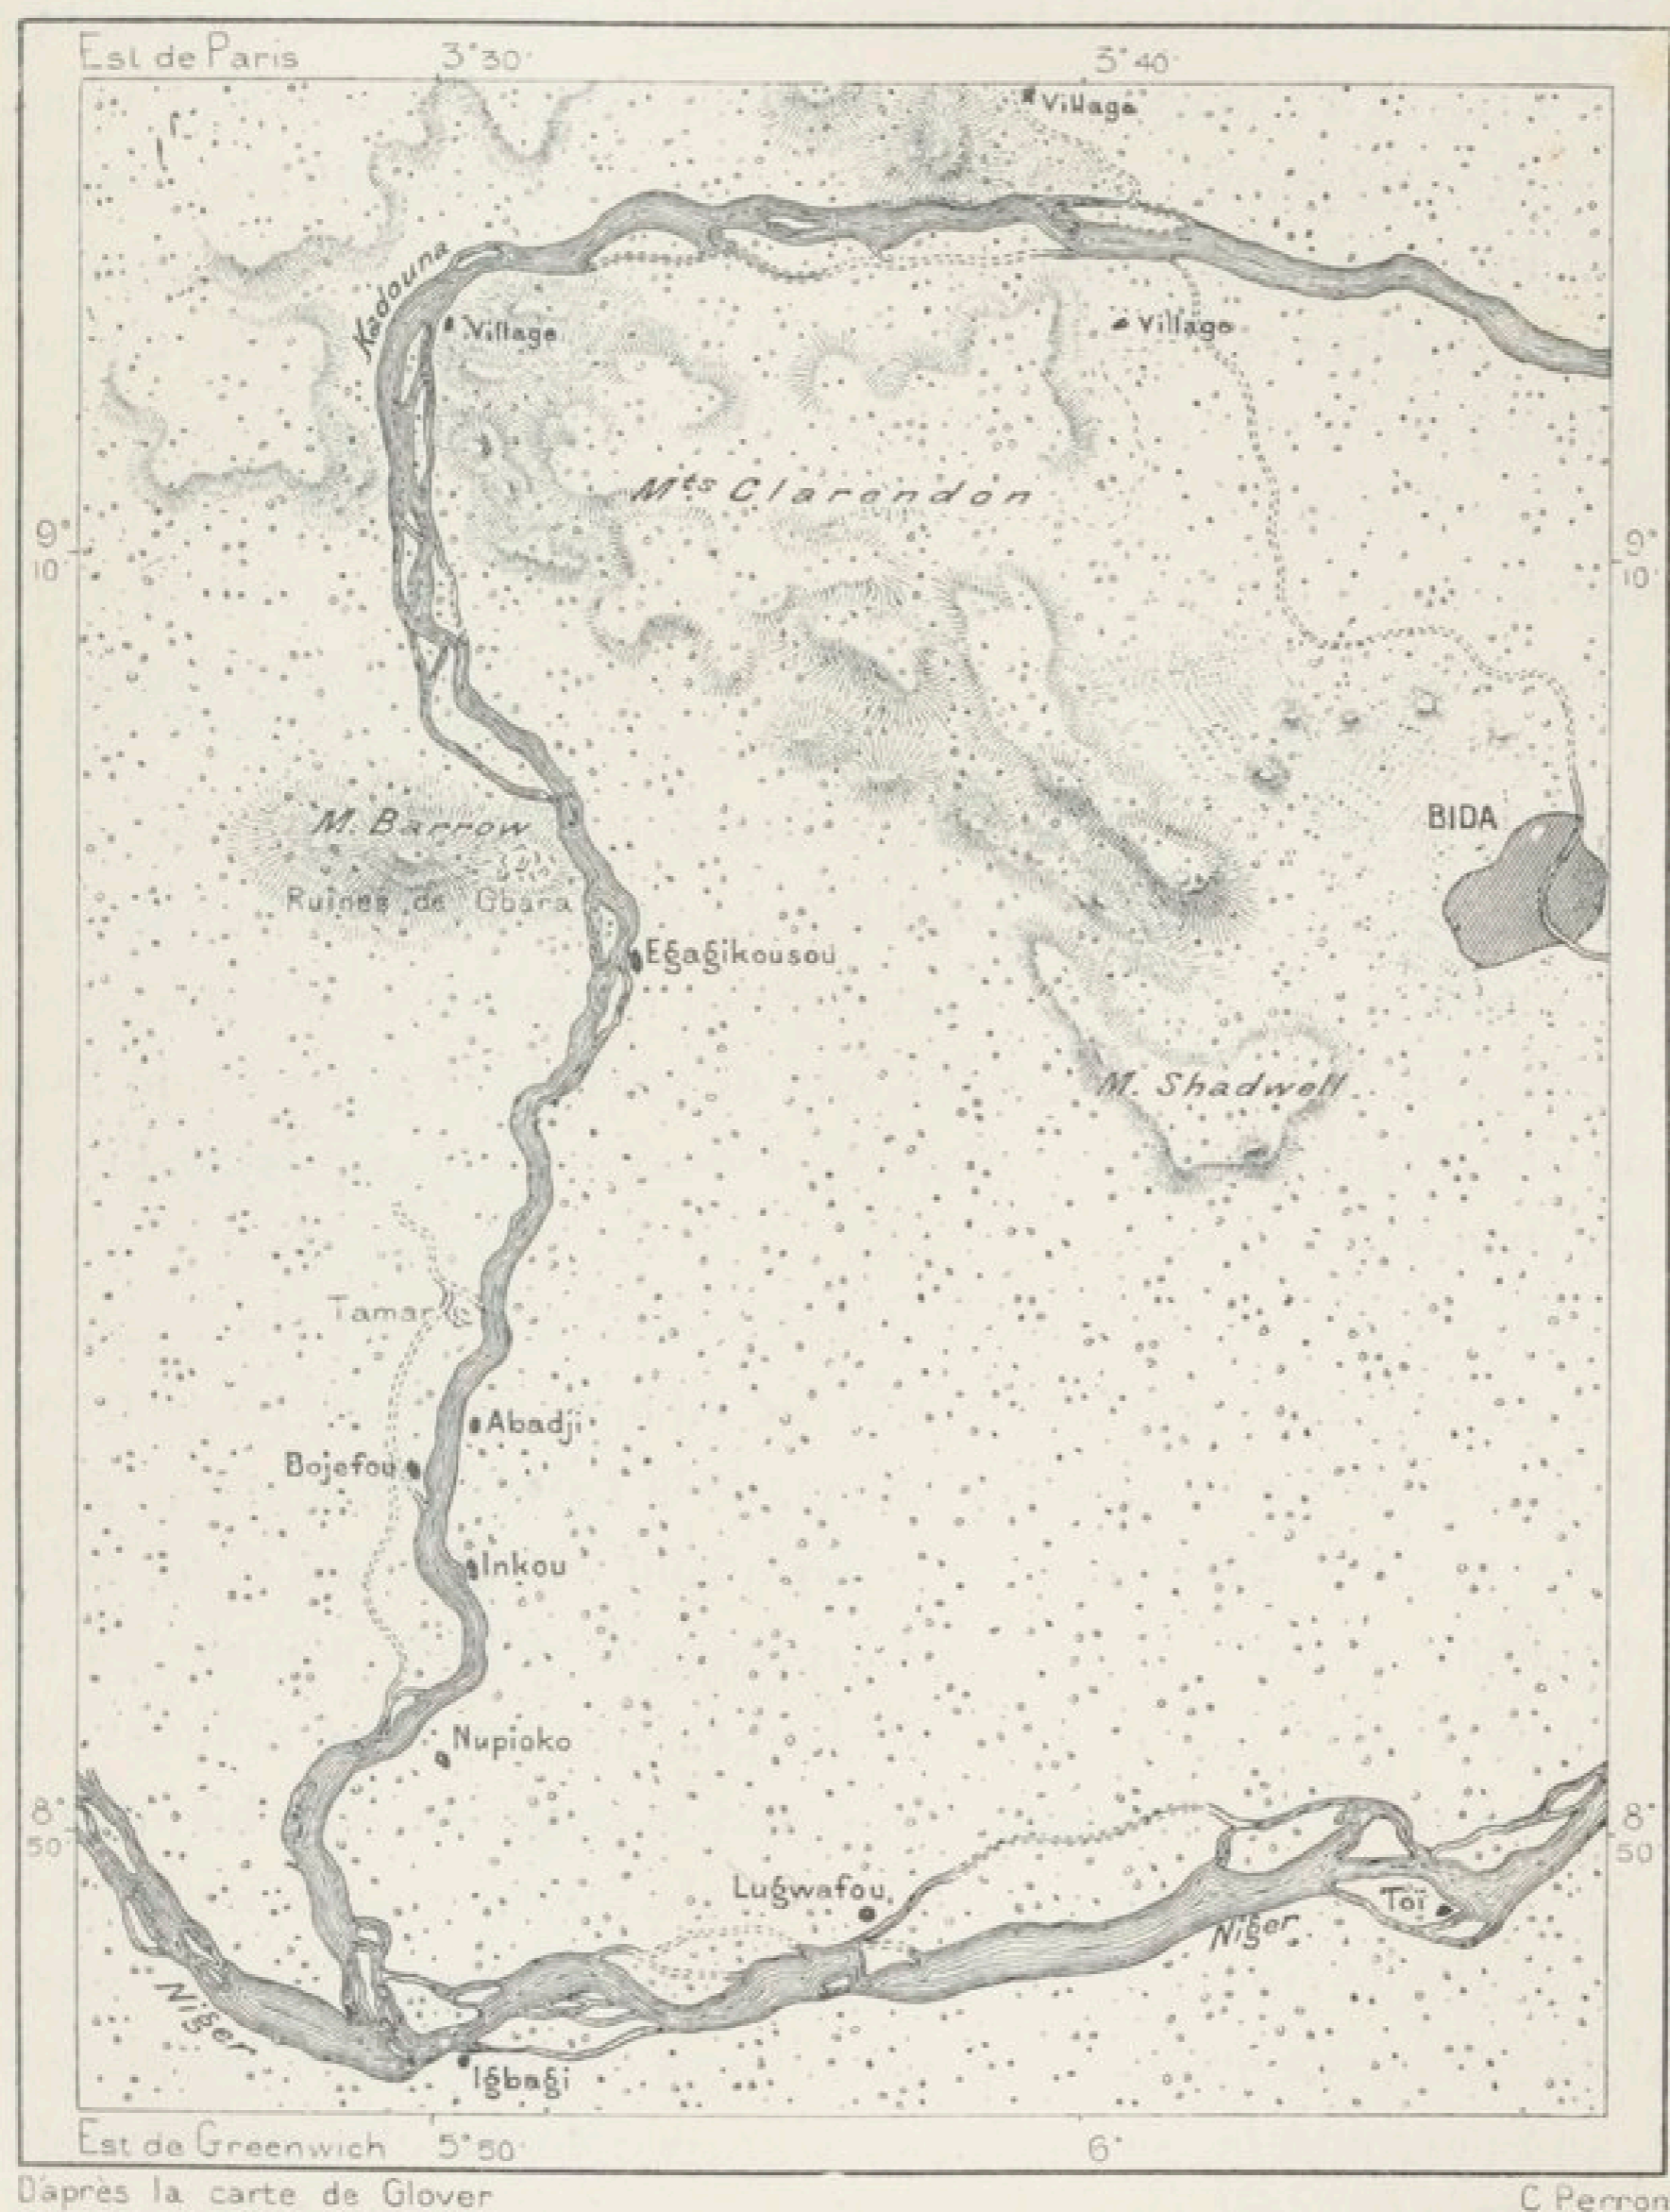 Est de Paris 3°30' 3°40'
Village
Kadouna
Village
Village
Mts Clarendon
9° 9°
10' 10'
M. Barrow
BIDA
Ruines de Gbara
Egagikousou
M. Shadwell
Tamar
Abadji
Bojefou
Inkou
Nupioko
8° 8°
50' 50'
Lugwafou
Toï
Niger
Niger
Igbagi
Est de Greenwich 5°50' 6°
D'après la carte de Glover C Perron